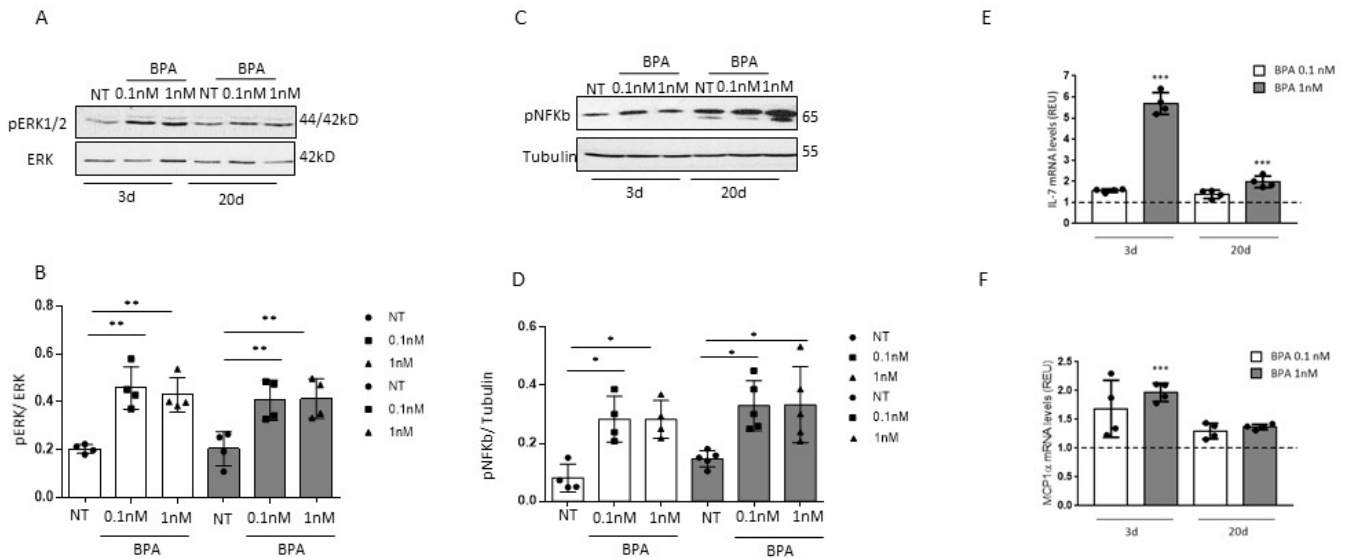 A
BPA
NT 0.1nM 1nM
BPA
NT 0.1nM 1nM
pERK1/2
44/42kD
ERK
42kD
3d
20d
B
pERK/ ERK
0.8
0.6
0.4
0.2
0.0
**
**
**
**
NT
0.1nM
1nM
NT
0.1nM
1nM
NT 0.1nM 1nM NT 0.1nM 1nM
BPA
BPA
C
BPA
NT 0.1nM 1nM
BPA
NT 0.1nM 1nM
pNFKb
65
Tubulin
55
3d
20d
D
pNFKb/ Tubulin
0.6
0.4
0.2
0.0
*
*
*
*
NT
0.1nM
1nM
NT
0.1nM
1nM
NT 0.1nM 1nM NT 0.1nM 1nM
BPA
BPA
E
IL-7 mRNA levels (REU)
7
6
5
4
3
2
1
0
***
***
BPA 0.1 nM
BPA 1nM
3d
20d
F
MCP1α mRNA levels (REU)
2.5
2.0
1.5
1.0
0.5
0.0
***
BPA 0.1 nM
BPA 1nM
3d
20d